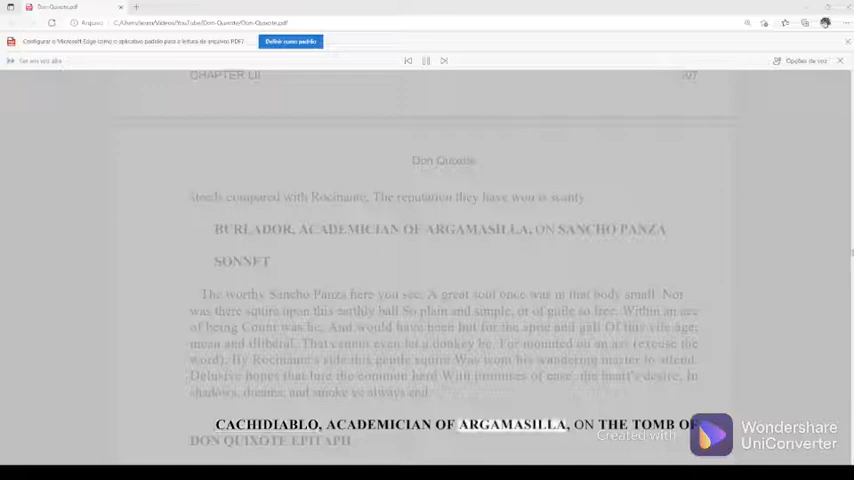 Don-Quixote.pdf
Arquivo
C:/Users/ieran/Videos/YouTube/Don-Quixote/Don-Quixote.pdf
Configurar o Microsoft Edge como o aplicativo padrão para a leitura de arquivos PDF?
Definir como padrão
Ler em voz alta
Opções de voz
CHAPTER LII
Don Quixote
steeds compared with Rocinante, The reputation they have won is scanty
BURLADOR, ACADEMICIAN OF ARGAMASILLA, ON SANCHO PANZA
SONNET
The worthy Sancho Panza here you see; A great soul once was in that body small, Nor
was there squire upon this earthly ball So plain and simple, or of guile so free. Within an ace
of being Count was he, And would have been but for the spite and gall Of this vile age,
mean and illiberal, That cannot even let a donkey be. For mounted on an ass (excuse the
word), By Rocinante's side this gentle squire Was wont his wandering master to attend.
Delusive hopes that lure the common herd With promises of ease, the heart's desire, In
shadows, dreams, and smoke ye always end.
CACHIDIABLO, ACADEMICIAN OF ARGAMASILLA, ON THE TOMB OF
DON QUIXOTE EPITAPH
Created with
Wondershare
UniConverter